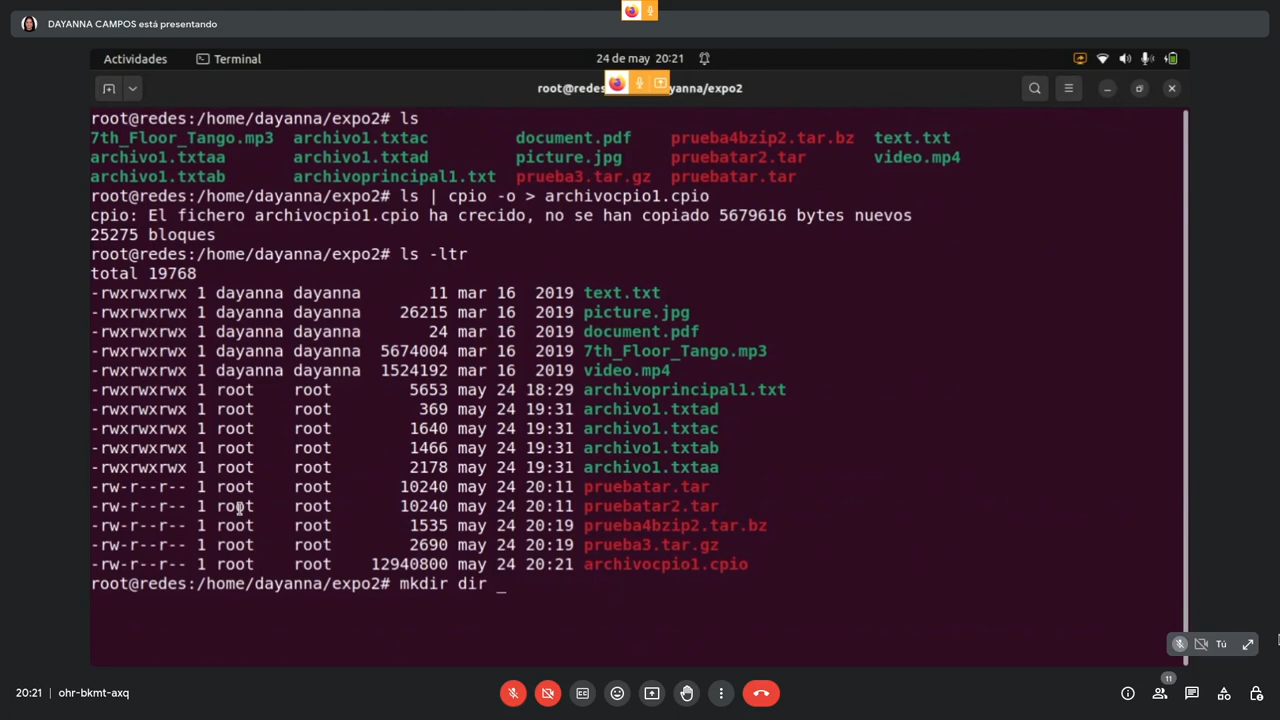 DAYANNA CAMPOS está presentando
Actividades Terminal 24 de may 20:21
root@redes: yanna/expo2
root@redes:/home/dayanna/expo2# ls
7th_Floor_Tango.mp3 archivo1.txtac document.pdf prueba4bzip2.tar.bz text.txt
archivo1.txtaa archivo1.txtad picture.jpg pruebatar2.tar video.mp4
archivo1.txtab archivoprincipal1.txt prueba3.tar.gz pruebatar.tar
root@redes:/home/dayanna/expo2# ls | cpio -o > archivocpio1.cpio
cpio: El fichero archivocpio1.cpio ha crecido, no se han copiado 5679616 bytes nuevos
25275 bloques
root@redes:/home/dayanna/expo2# ls -ltr
total 19768
-rwxrwxrwx 1 dayanna dayanna 11 mar 16 2019 text.txt
-rwxrwxrwx 1 dayanna dayanna 26215 mar 16 2019 picture.jpg
-rwxrwxrwx 1 dayanna dayanna 24 mar 16 2019 document.pdf
-rwxrwxrwx 1 dayanna dayanna 5674004 mar 16 2019 7th_Floor_Tango.mp3
-rwxrwxrwx 1 dayanna dayanna 1524192 mar 16 2019 video.mp4
-rwxrwxrwx 1 root root 5653 may 24 18:29 archivoprincipal1.txt
-rwxrwxrwx 1 root root 369 may 24 19:31 archivo1.txtad
-rwxrwxrwx 1 root root 1640 may 24 19:31 archivo1.txtac
-rwxrwxrwx 1 root root 1466 may 24 19:31 archivo1.txtab
-rwxrwxrwx 1 root root 2178 may 24 19:31 archivo1.txtaa
-rw-r--r-- 1 root root 10240 may 24 20:11 pruebatar.tar
-rw-r--r-- 1 root root 10240 may 24 20:11 pruebatar2.tar
-rw-r--r-- 1 root root 1535 may 24 20:19 prueba4bzip2.tar.bz
-rw-r--r-- 1 root root 2690 may 24 20:19 prueba3.tar.gz
-rw-r--r-- 1 root root 12940800 may 24 20:21 archivocpio1.cpio
root@redes:/home/dayanna/expo2# mkdir dir _
Tú
20:21 | ohr-bkmt-axq
11